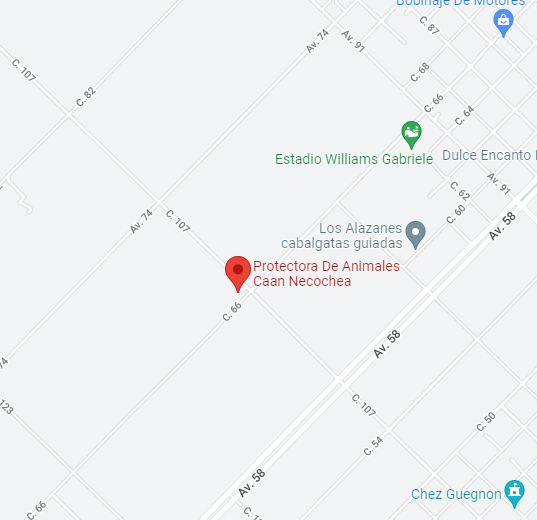 Bobinaje De Motores
C. 87
Av. 74
Av. 91
C. 107
C. 68
C. 82
C. 66
C. 64
Estadio Williams Gabriele
Dulce Encanto
Av. 91
C. 62
Av. 74
C. 107
C. 60
Av. 58
Los Alazanes
cabalgatas guiadas
Protectora De Animales
Caan Necochea
C. 66
Av. 58
74
123
C. 107
C. 50
C. 54
Av. 58
Chez Guegnon
C. 66